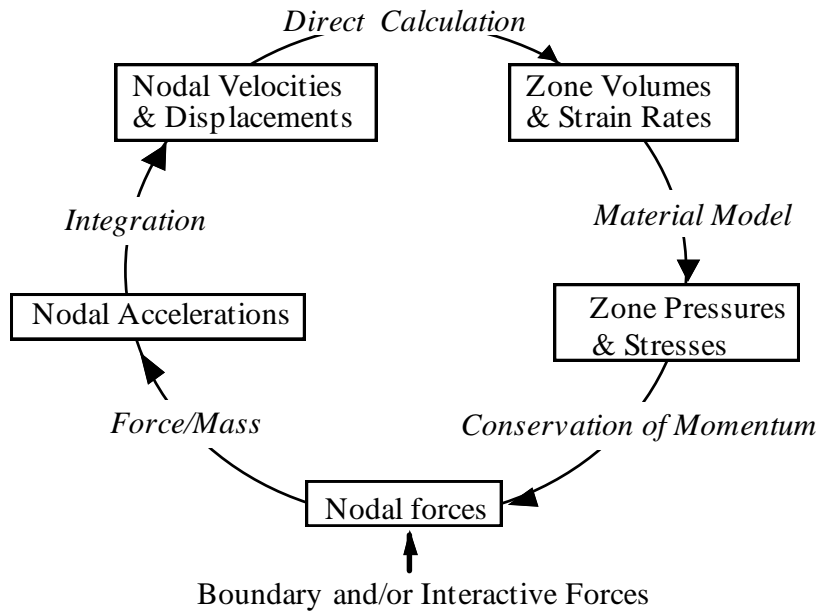 Direct Calculation
Nodal Velocities
& Displacements
Zone Volumes
& Strain Rates
Material Model
Zone Pressures
& Stresses
Conservation of Momentum
Nodal forces
Boundary and/or Interactive Forces
Force/Mass
Nodal Accelerations
Integration